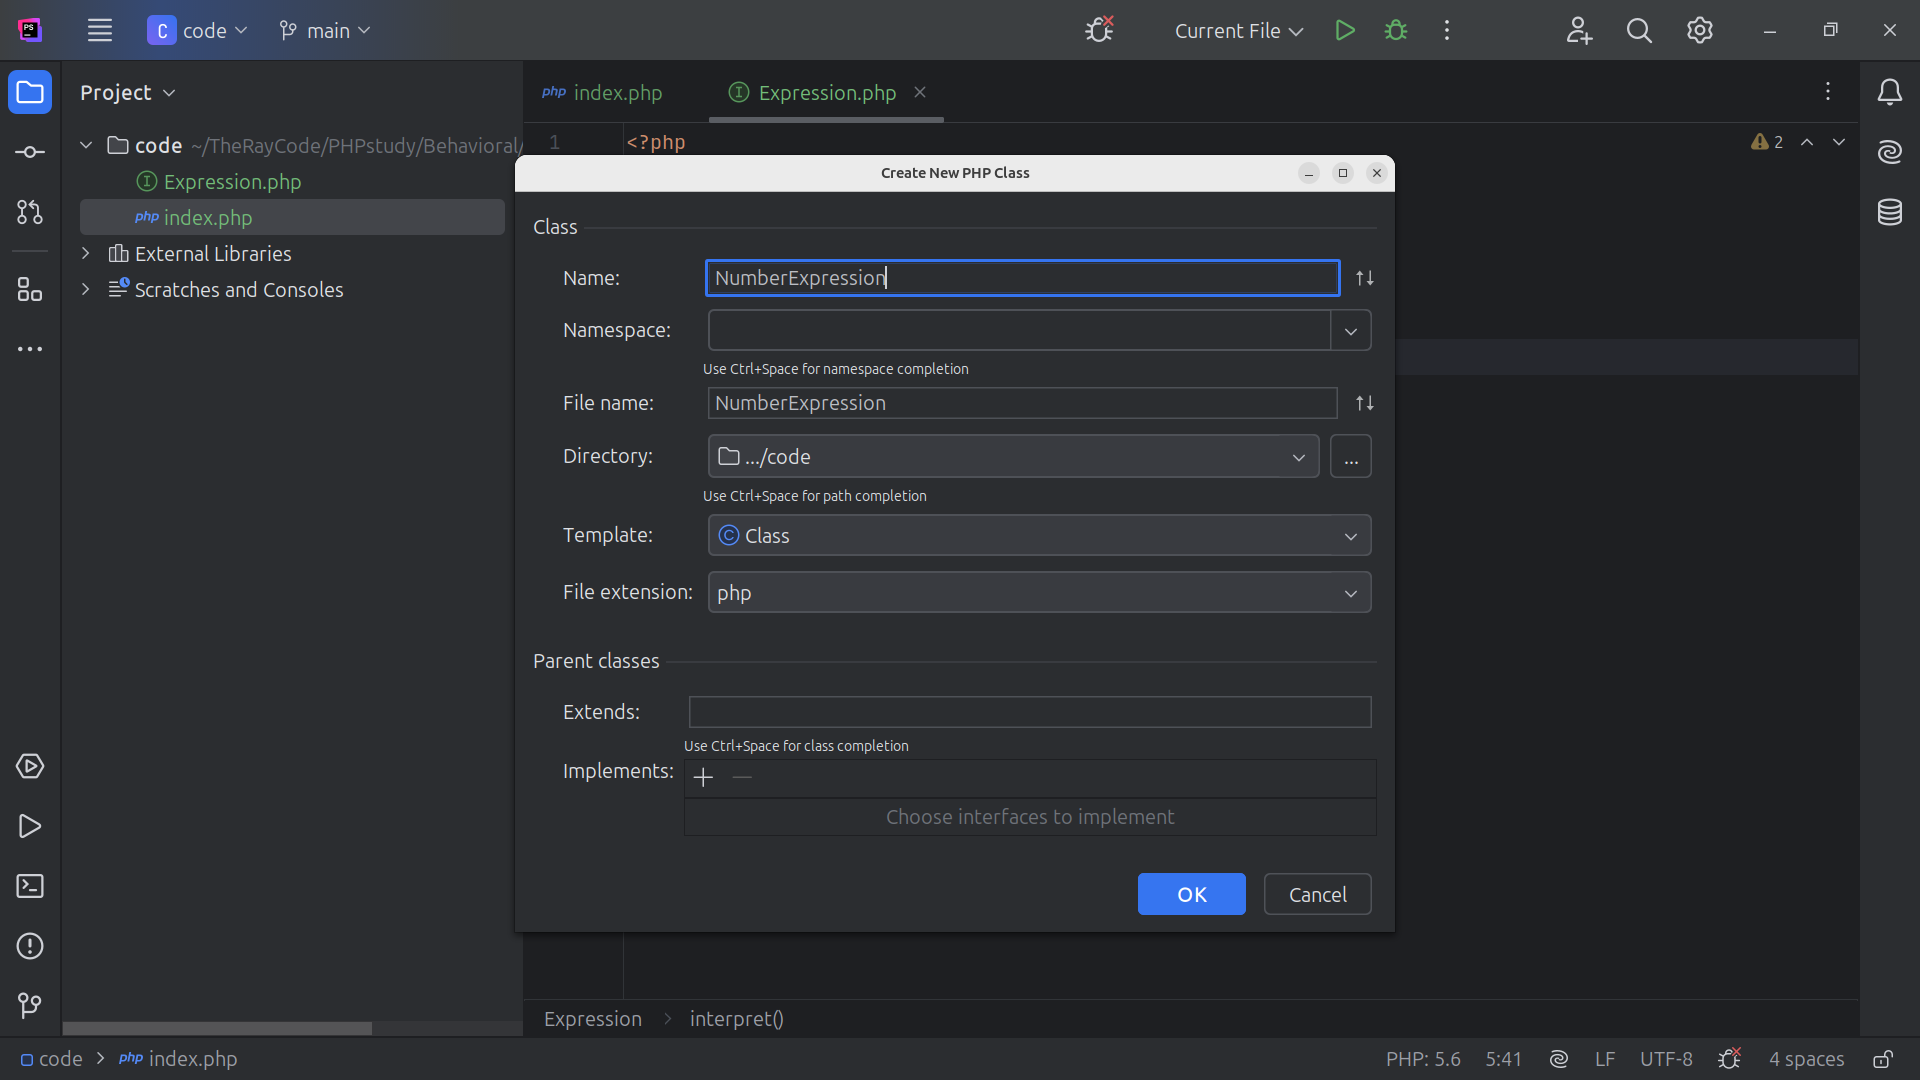 PS
C code
main
Current File
Project
php index.php
Expression.php
code ~/TheRayCode/PHPstudy/Behavioral/
Expression.php
php index.php
External Libraries
Scratches and Consoles
1
<?php
2
Create New PHP Class
Class
Name:
NumberExpression
Namespace:
Use Ctrl+Space for namespace completion
File name:
NumberExpression
Directory:
.../code
...
Use Ctrl+Space for path completion
Template:
C Class
File extension:
php
Parent classes
Extends:
Use Ctrl+Space for class completion
Implements:
Choose interfaces to implement
OK
Cancel
Expression > interpret()
code > php index.php
PHP: 5.6
5:41
LF
UTF-8
4 spaces